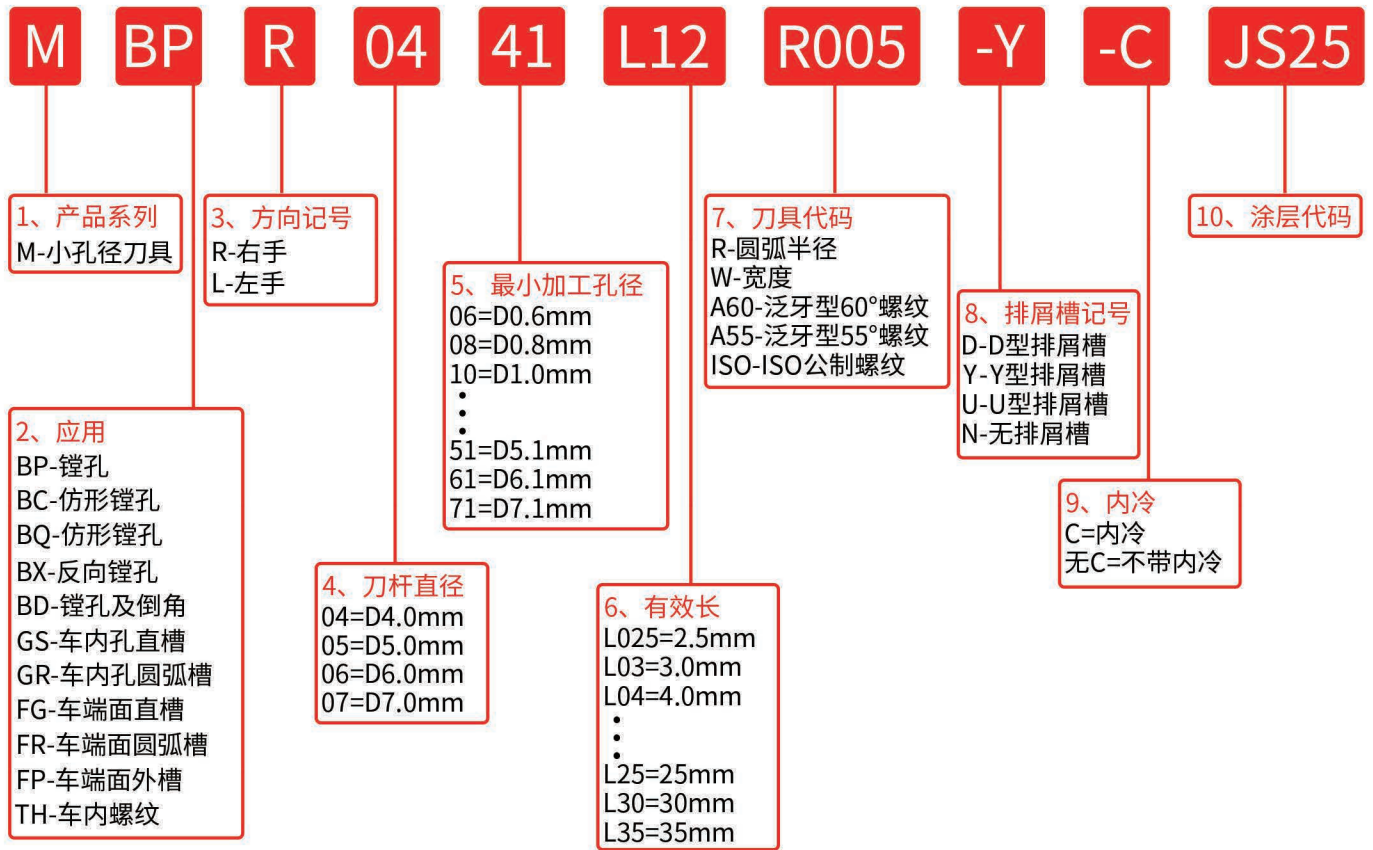 M BP R 04 41 L12 R005 -Y -C JS25
1、产品系列
M-小孔径刀具
2、应用
BP-镗孔
BC-仿形镗孔
BQ-仿形镗孔
BX-反向镗孔
BD-镗孔及倒角
GS-车内孔直槽
GR-车内孔圆弧槽
FG-车端面直槽
FR-车端面圆弧槽
FP-车端面外槽
TH-车内螺纹
3、方向记号
R-右手
L-左手
4、刀杆直径
04=D4.0mm
05=D5.0mm
06=D6.0mm
07=D7.0mm
5、最小加工孔径
06=D0.6mm
08=D0.8mm
10=D1.0mm
•
•
•
51=D5.1mm
61=D6.1mm
71=D7.1mm
6、有效长
L025=2.5mm
L03=3.0mm
L04=4.0mm
•
•
•
L25=25mm
L30=30mm
L35=35mm
7、刀具代码
R-圆弧半径
W-宽度
A60-泛牙型60°螺纹
A55-泛牙型55°螺纹
ISO-ISO公制螺纹
8、排屑槽记号
D-D型排屑槽
Y-Y型排屑槽
U-U型排屑槽
N-无排屑槽
9、内冷
C=内冷
无C=不带内冷
10、涂层代码